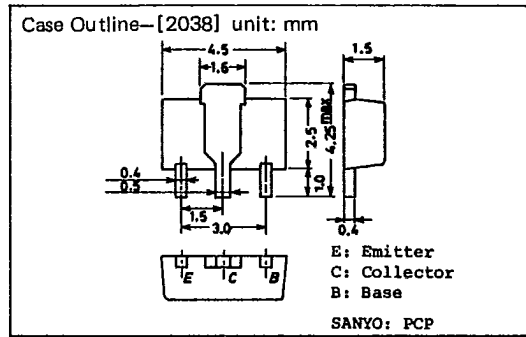 Case Outline—[2038] unit: mm
4.5
1.6
1.5
2.5
4.25max
0.4
0.5
1.0
1.5
3.0
0.4
E C B
E: Emitter
C: Collector
B: Base
SANYO: PCP